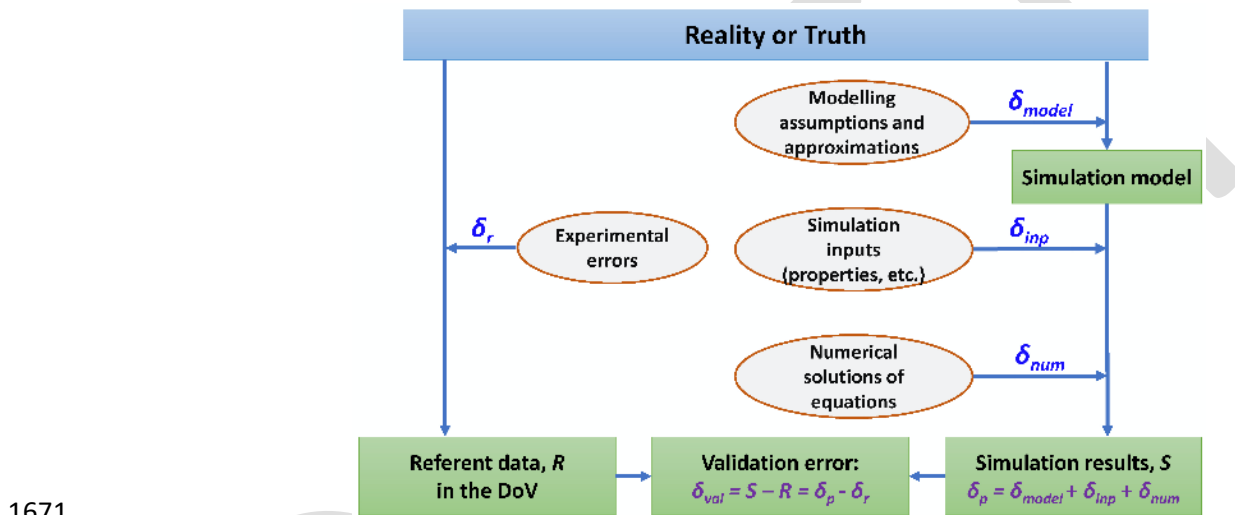 Reality or Truth
Modelling
assumptions and
approximations
δmodel
Simulation model
δr
Experimental
errors
Simulation
inputs
(properties, etc.)
δinp
Numerical
solutions of
equations
δnum
Referent data, R
in the DoV
Validation error:
δval = S – R = δp - δr
Simulation results, S
δp = δmodel + δinp + δnum
1671